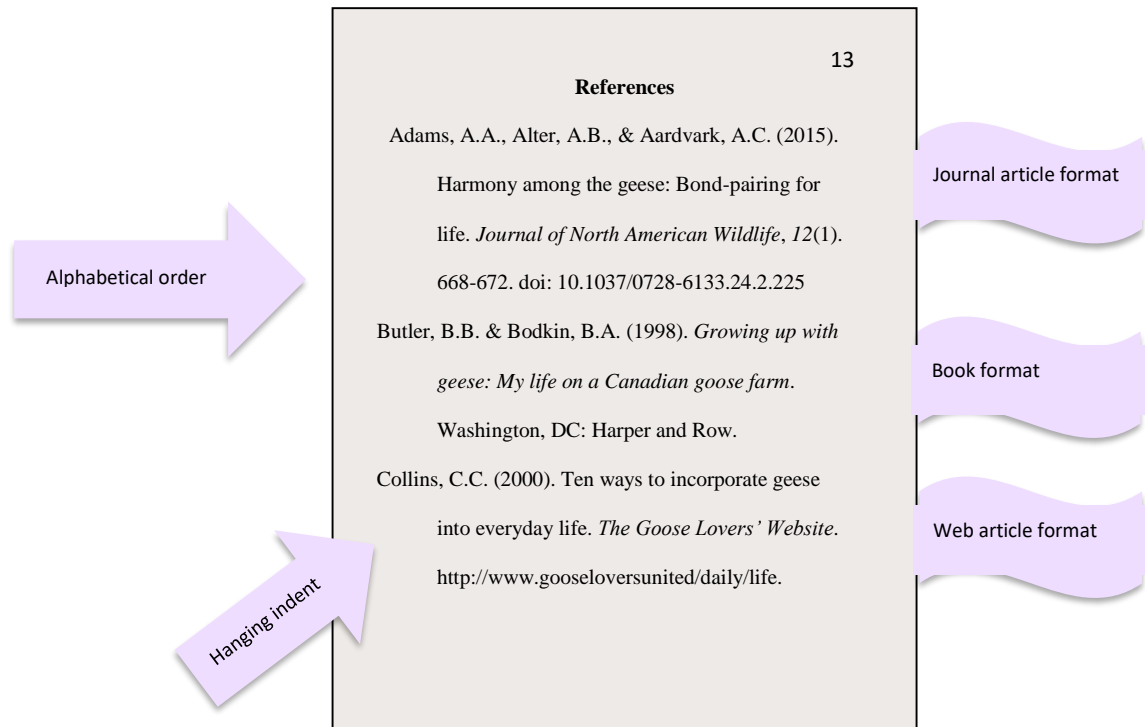 13
References
Adams, A.A., Alter, A.B., & Aardvark, A.C. (2015).
Harmony among the geese: Bond-pairing for
life. Journal of North American Wildlife, 12(1).
668-672. doi: 10.1037/0728-6133.24.2.225
Butler, B.B. & Bodkin, B.A. (1998). Growing up with
geese: My life on a Canadian goose farm.
Washington, DC: Harper and Row.
Collins, C.C. (2000). Ten ways to incorporate geese
into everyday life. The Goose Lovers’ Website.
http://www.gooseloversunited/daily/life.
Alphabetical order
Hanging indent
Journal article format
Book format
Web article format